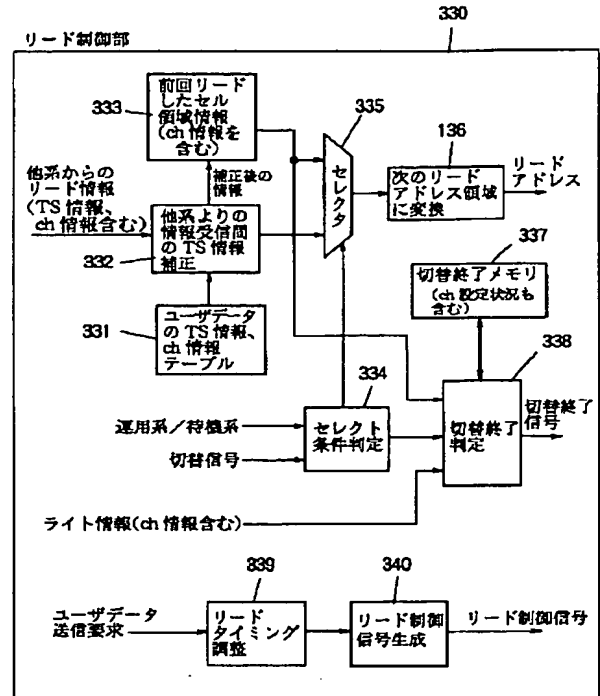 330
リード制御部
333
前回リード
したセル
領域情報
(ch 情報を
含む)
335
セレクタ
136
次のリード
アドレス領域
に変換
リード
アドレス
他系からの
リード情報
(TS 情報、
ch 情報含む)
補正後の
情報
332
他系よりの
情報受信間
の TS 情報
補正
337
切替終了メモリ
(ch 設定状況も
含む)
331
ユーザデータ
の TS 情報、
ch 情報
テーブル
334
セレクト
条件判定
338
切替終了
判定
切替終了
信号
運用系/待機系
切替信号
ライト情報(ch 情報含む)
339
リード
タイミング
調整
340
リード制御
信号生成
ユーザデータ
送信要求
リード制御信号